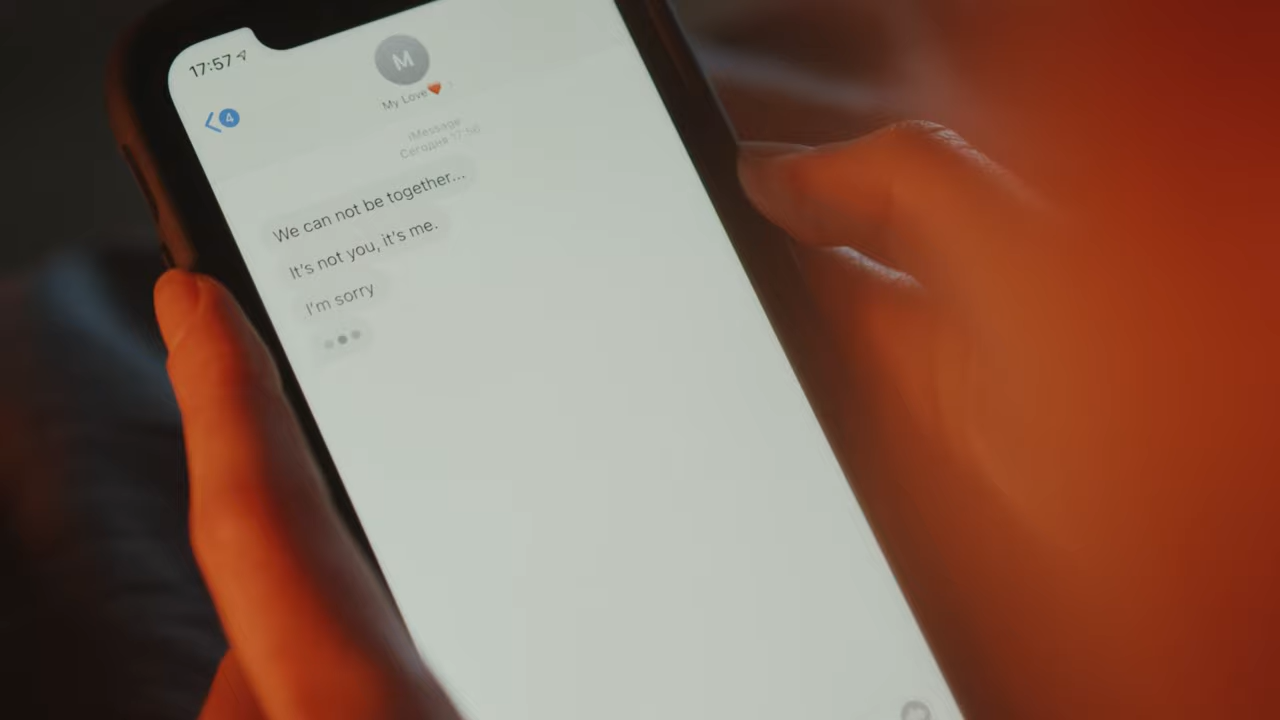 17:57
4
M
My Love❤️
iMessage
Сегодня 17:56
We can not be together...
It's not you, it's me.
I'm sorry